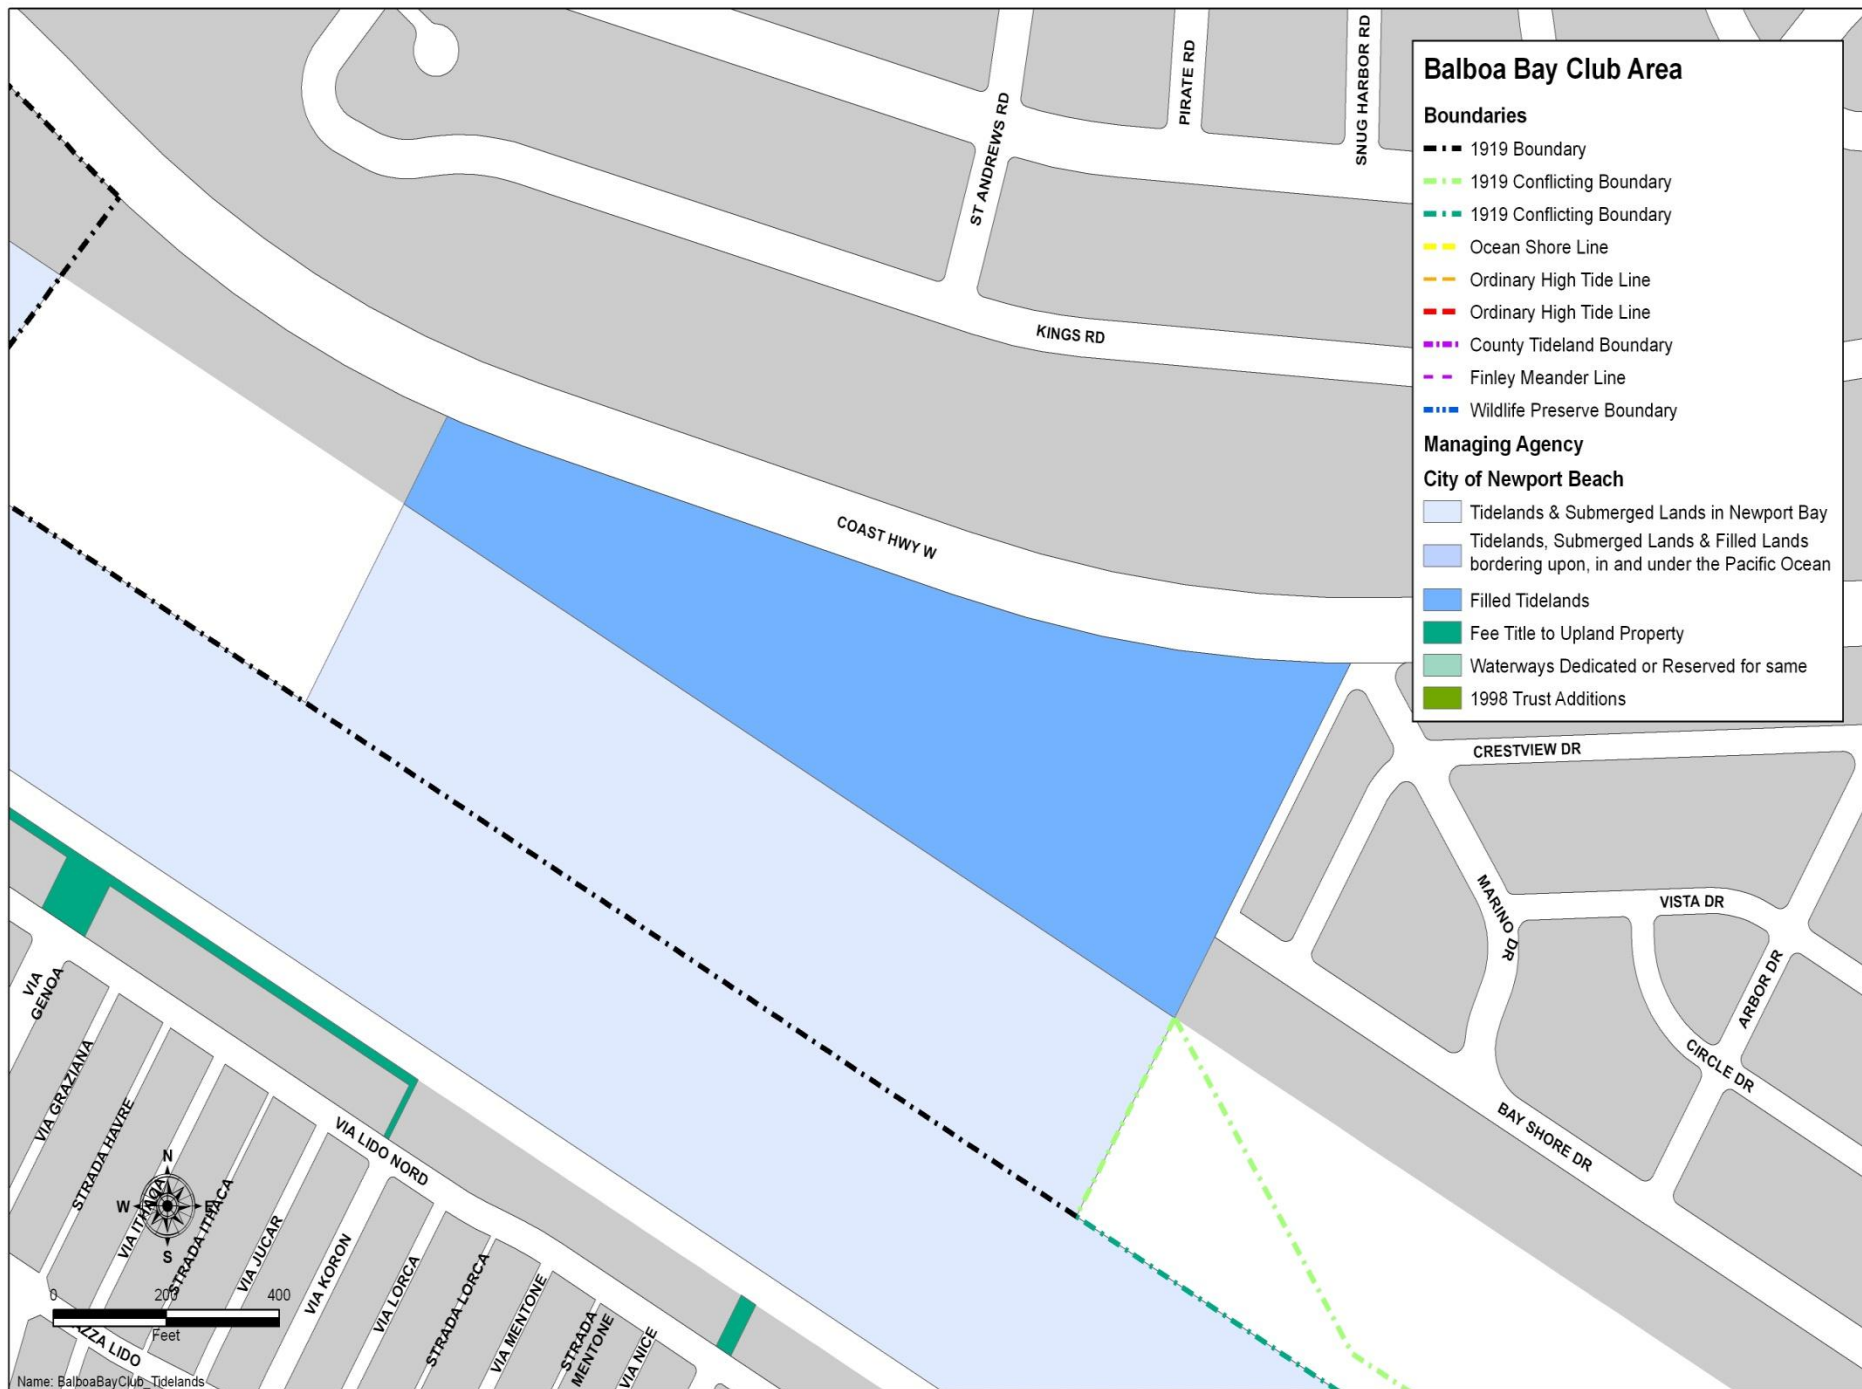 PIRATE RD
SNUG HARBOR RD
ST ANDREWS RD
KINGS RD
COAST HWY W
Balboa Bay Club Area
Boundaries
1919 Boundary
1919 Conflicting Boundary
1919 Conflicting Boundary
Ocean Shore Line
Ordinary High Tide Line
Ordinary High Tide Line
County Tideland Boundary
Finley Meander Line
Wildlife Preserve Boundary
Managing Agency
City of Newport Beach
Tidelands & Submerged Lands in Newport Bay
Tidelands, Submerged Lands & Filled Lands
bordering upon, in and under the Pacific Ocean
Filled Tidelands
Fee Title to Upland Property
Waterways Dedicated or Reserved for same
1998 Trust Additions
CRESTVIEW DR
MARINO DR
VISTA DR
ARBOR DR
CIRCLE DR
BAY SHORE DR
VIA
GENOA
VIA GRAZIANA
STRADA HAVRE
VIA ITHACA
STRADA ITACA
VIA JUCAR
VIA KORON
VIA LORCA
STRADA LORCA
VIA MENTONE
STRADA
MENTONE
VIA NICE
VIA LIDO NORD
N
W
E
S
0
200
400
Feet
LIDO
Name: BalboaBayClub_Tidelands